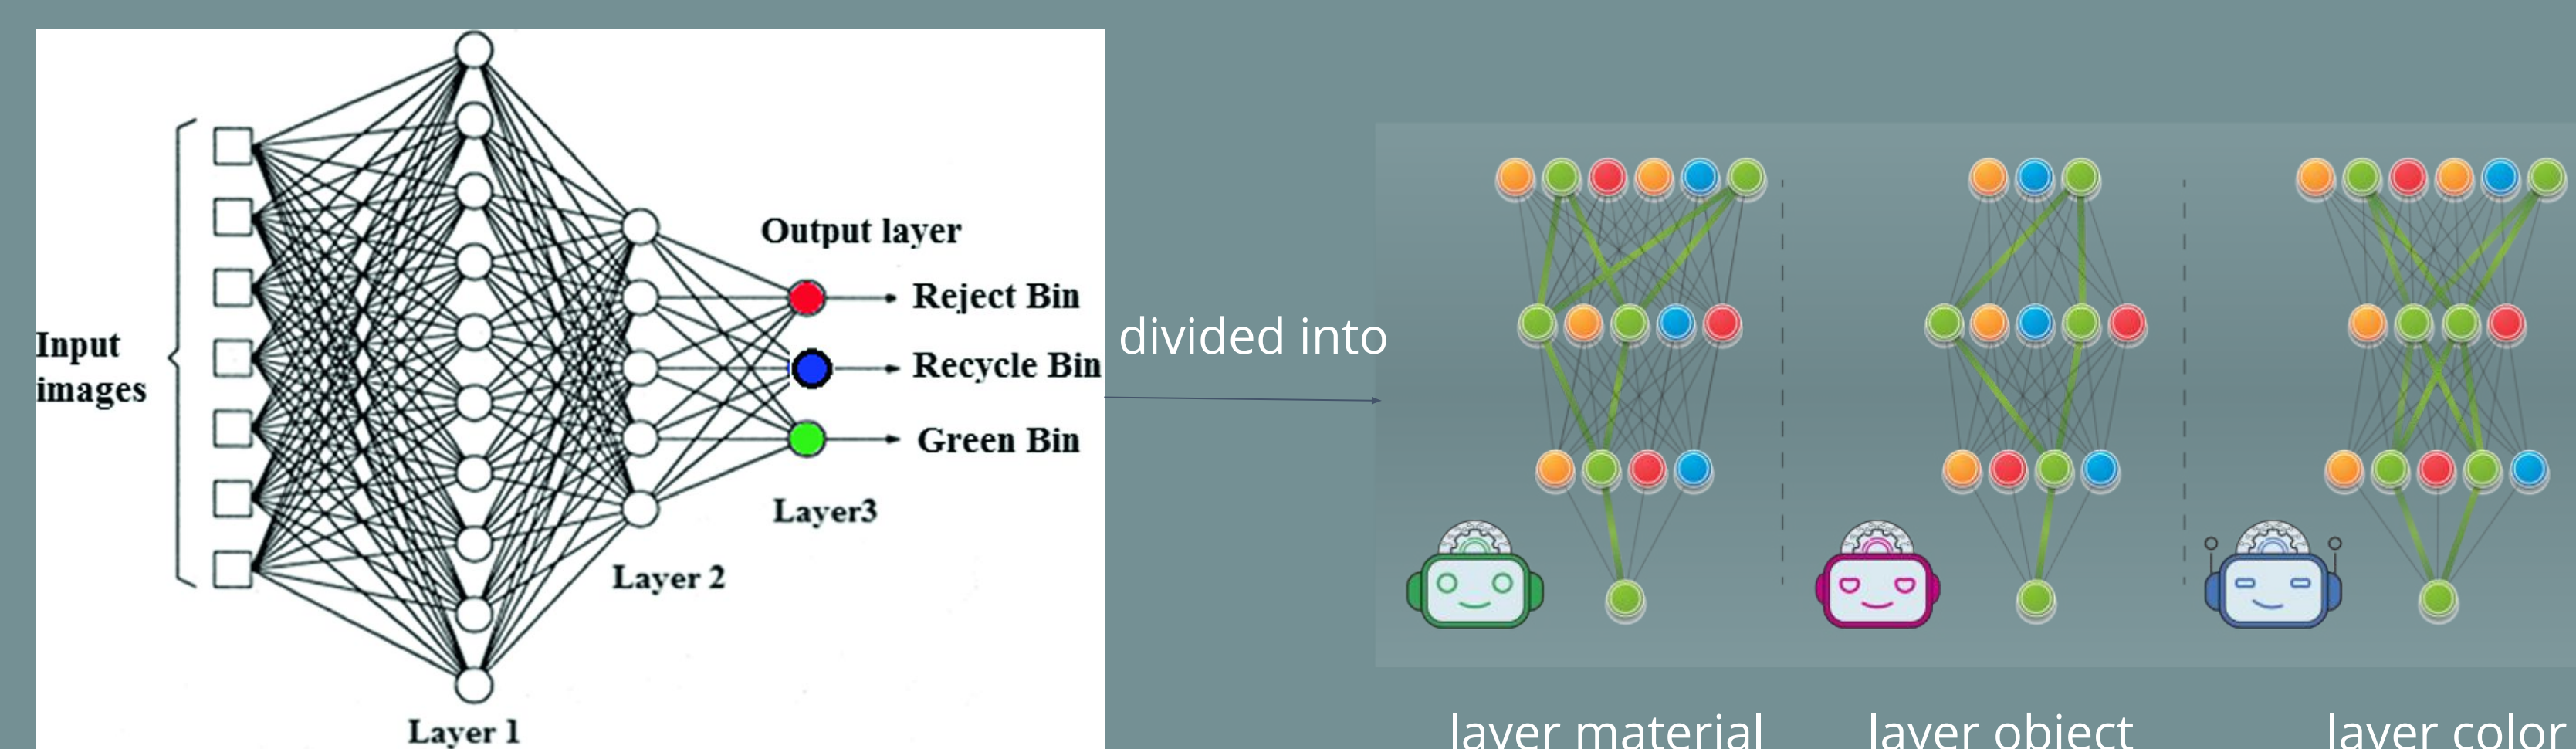 Input
images
Layer 1
Layer 2
Output layer
Reject Bin
Recycle Bin
Green Bin
Layer3
divided into
layer material
layer object
layer color